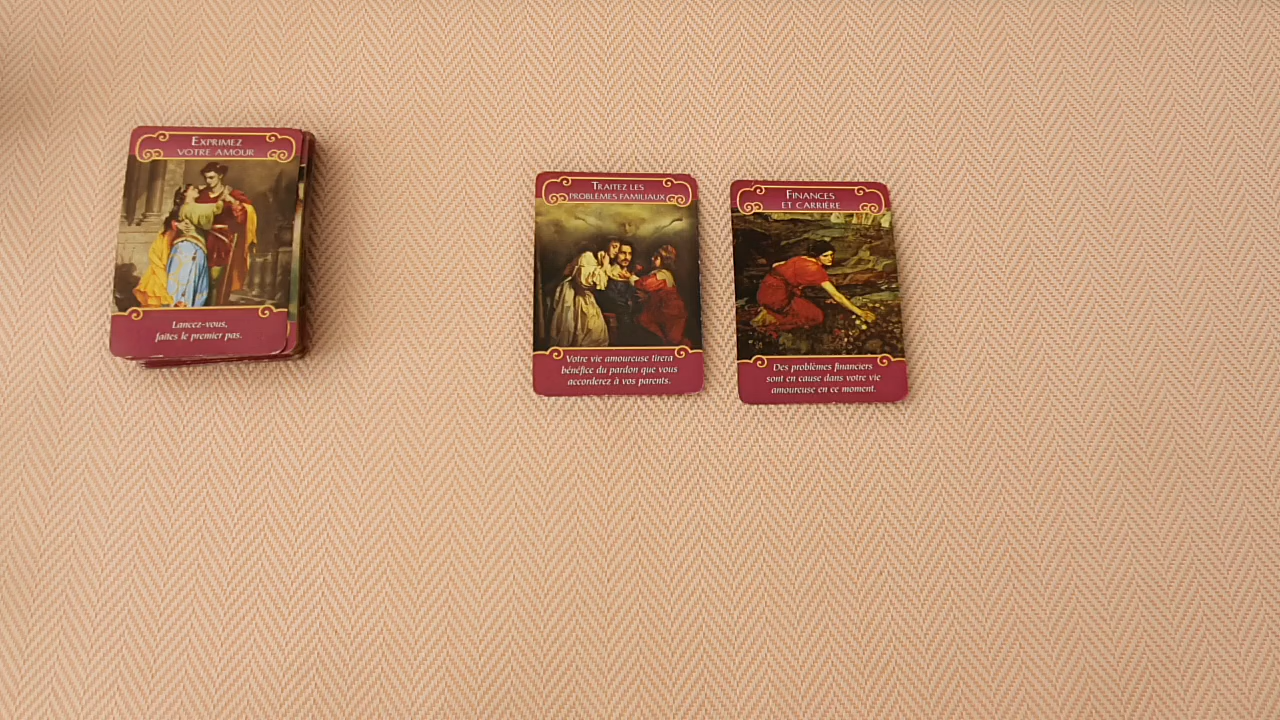 EXPRIMEZ
VOTRE AMOUR
Lancez-vous,
faites le premier pas.
TRAITEZ LES
PROBLÈMES FAMILIAUX
Votre vie amoureuse tirera
bénéfice du pardon que vous
accorderez à vos parents.
FINANCES
ET CARRIÈRE
Des problèmes financiers
sont en cause dans votre vie
amoureuse en ce moment.